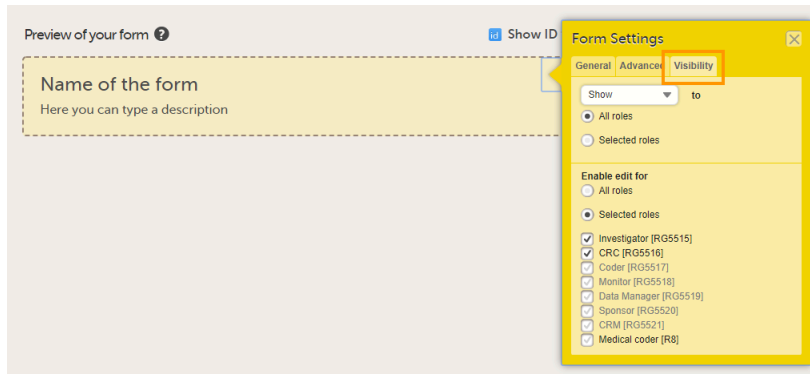 Preview of your form ?
id Show ID
Name of the form
Here you can type a description
Form Settings
General Advanced Visibility
Show to
All roles
Selected roles
Enable edit for
All roles
Selected roles
Investigator [RG5515]
CRC [RG5516]
Coder [RG5517]
Monitor [RG5518]
Data Manager [RG5519]
Sponsor [RG5520]
CRM [RG5521]
Medical coder [R8]